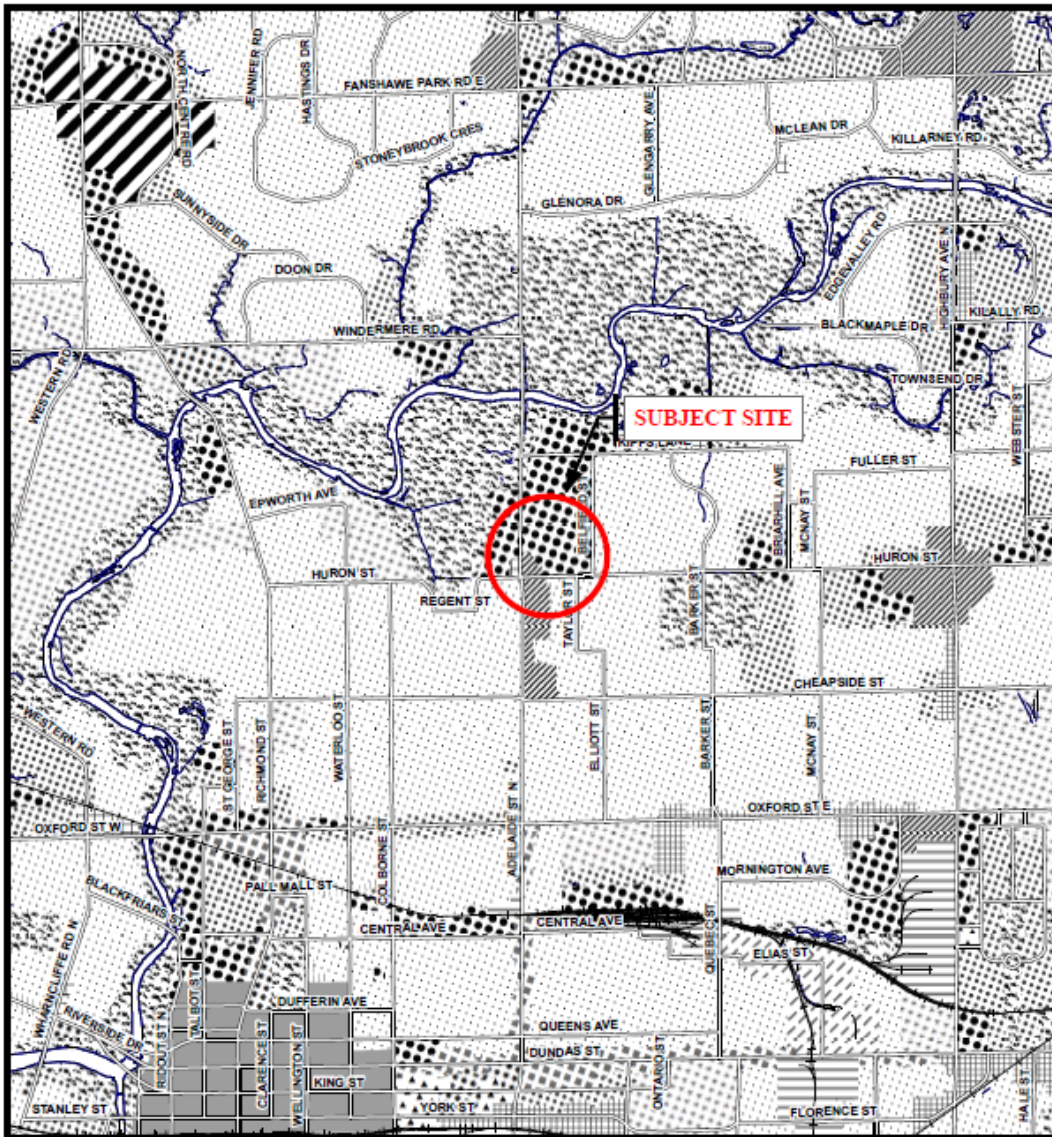 NORTH CENTRE RD
JENNIFER RD
HASTINGS DR
FANSHAWE PARK RD E
STONEYBROOK CRES
GLENGARRY AVE
MCLEAN DR
KILLARNEY RD
SUNNYSIDE DR
GLENORA DR
DOON DR
EDGEVALLEY RD
HIGHBURY AVE N
WINDERMERE RD
BLACKMAPLE DR
KILALLY RD
WESTERN RD
TOWNSEND DR
WEBSTER ST
SUBJECT SITE
KIPPS LANE
FULLER ST
EPWORTH AVE
BELFIELD ST
BRIARHILL AVE
MCNAY ST
HURON ST
HURON ST
REGENT ST
TAYLOR ST
BARKER ST
CHEAPSIDE ST
WESTERN RD
ST GEORGE ST
RICHMOND ST
WATERLOO ST
ELLIOTT ST
BARKER ST
MCNAY ST
OXFORD ST W
COLBORNE ST
ADELAIDE ST N
OXFORD ST E
MORNINGTON AVE
BLACKFRIARS ST
PALL MALL ST
CENTRAL AVE
CENTRAL AVE
QUEBEC ST
ELIAS ST
WHARNCLIFFE RD N
TALBOT ST
DUFFERIN AVE
RIVERSIDE DR
RIDOUT ST N
CLARENCE ST
WELLINGTON ST
QUEENS AVE
DUNDAS ST
ONTARIO ST
KING ST
STANLEY ST
YORK ST
FLORENCE ST
HALE ST